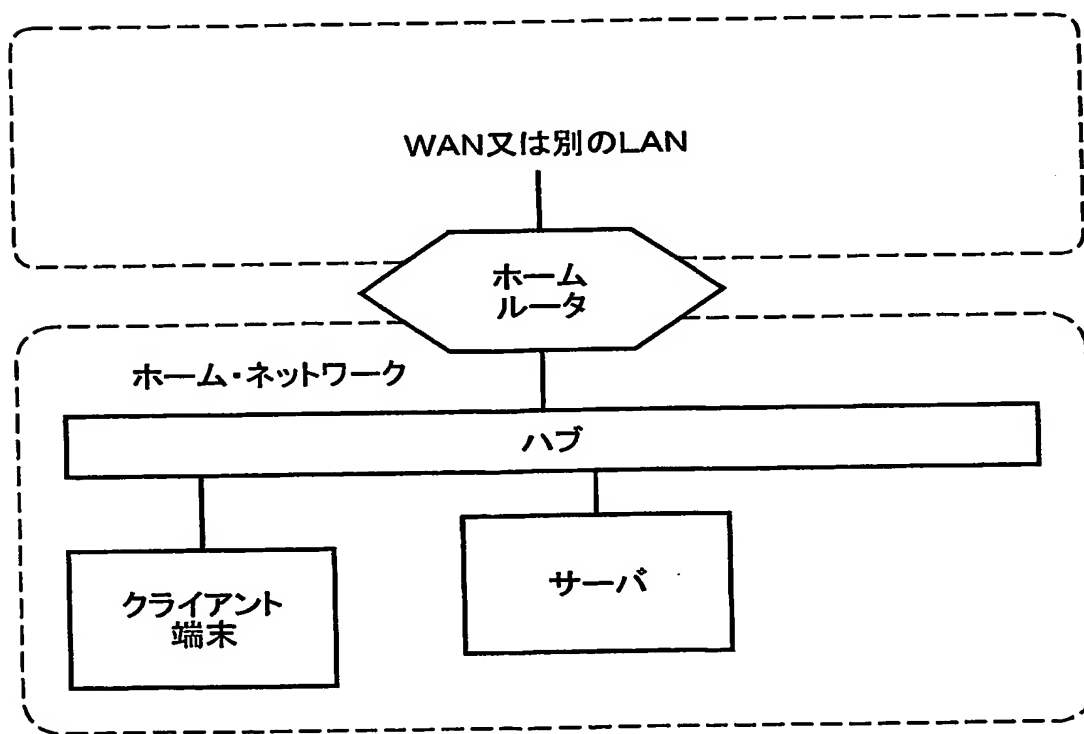 WAN又は別のLAN
ホーム
ルータ
ホーム・ネットワーク
ハブ
クライアント
端末
サーバ